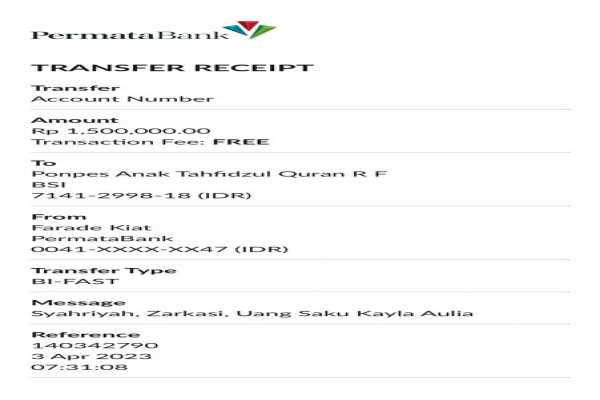 PermataBank
TRANSFER RECEIPT
Transfer
Account Number
Amount
Rp 1,500,000.00
Transaction Fee: FREE
To
Ponpes Anak Tahfidzul Quran R F
BSI
7141-2998-18 (IDR)
From
Farade Kiat
PermataBank
0041-XXXX-XX47 (IDR)
Transfer Type
BI-FAST
Message
Syahriyah, Zarkasi, Uang Saku Kayla Aulia
Reference
140342790
3 Apr 2023
07:31:08